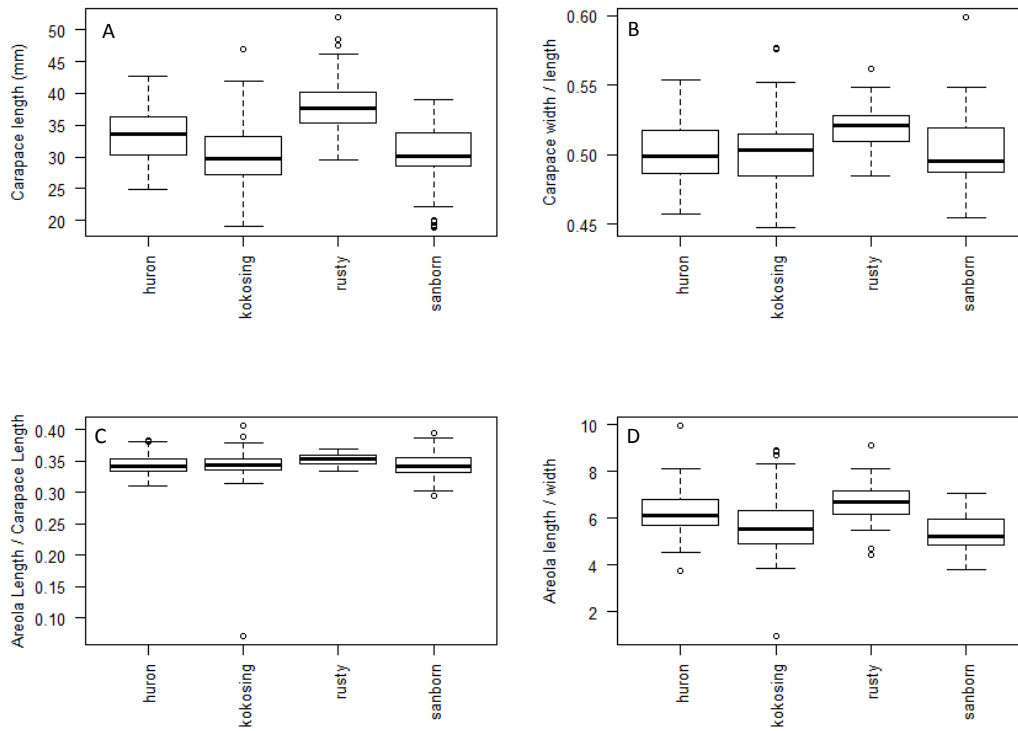 A
Carapace length (mm)
50
45
40
35
30
25
20
huron
kokosing
rusty
sanborn
B
Carapace width / length
0.60
0.55
0.50
0.45
huron
kokosing
rusty
sanborn
C
Areola Length / Carapace Length
0.40
0.35
0.30
0.25
0.20
0.15
0.10
huron
kokosing
rusty
sanborn
D
Areola length / width
10
8
6
4
2
huron
kokosing
rusty
sanborn